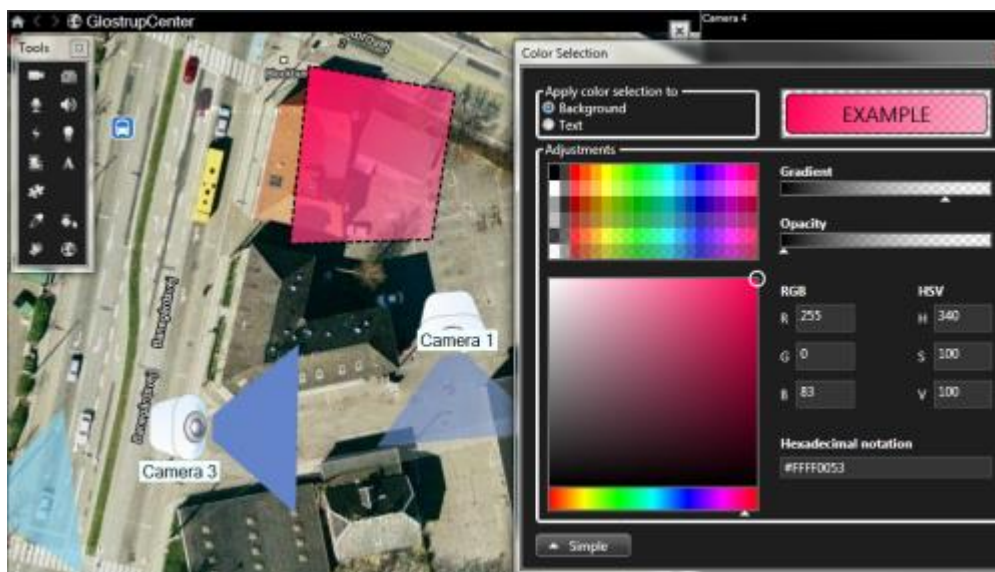 GlostrupCenter
Camera 4
Tools
Color Selection
Apply color selection to
Background
Text
EXAMPLE
Adjustments
Gradient
Opacity
RGB
HSV
R 255
H 340
G 0
S 100
B 83
V 100
Hexadecimal notation
#FFFF0053
Simple
A
Camera 1
Camera 3